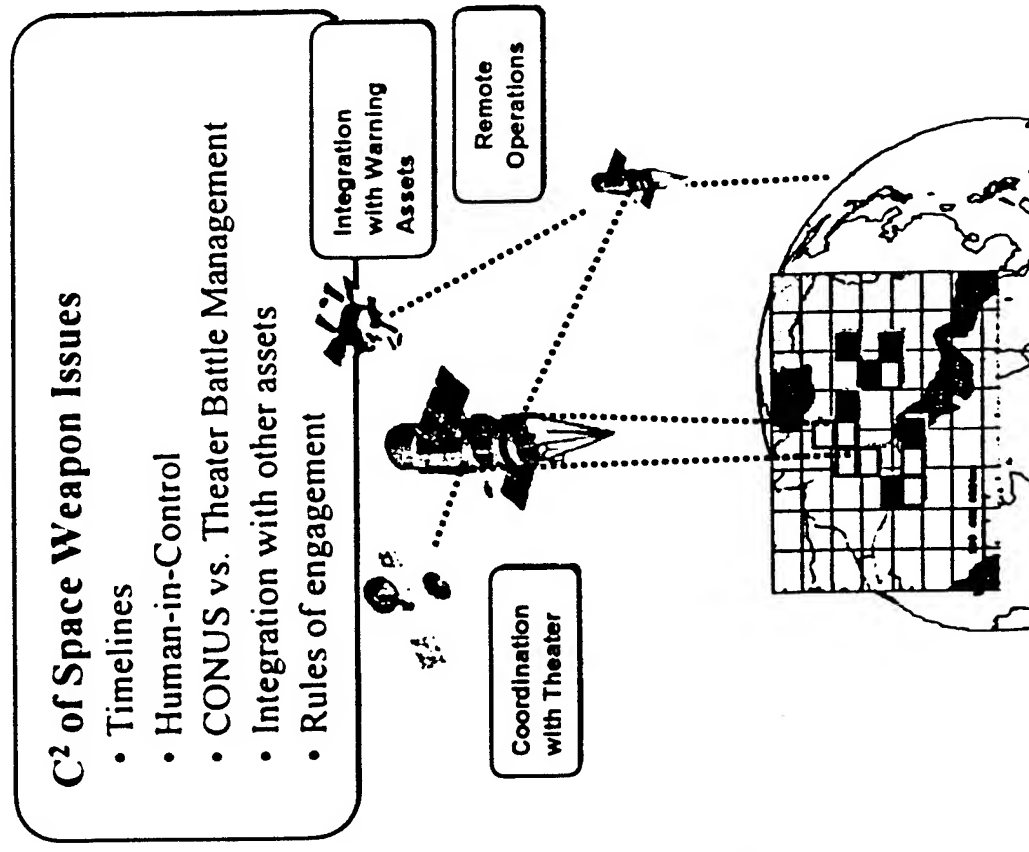 C² of Space Weapon Issues
• Timelines
• Human-in-Control
• CONUS vs. Theater Battle Management
• Integration with other assets
• Rules of engagement
Integration
with Warning
Assets
Remote
Operations
Coordination
with Theater